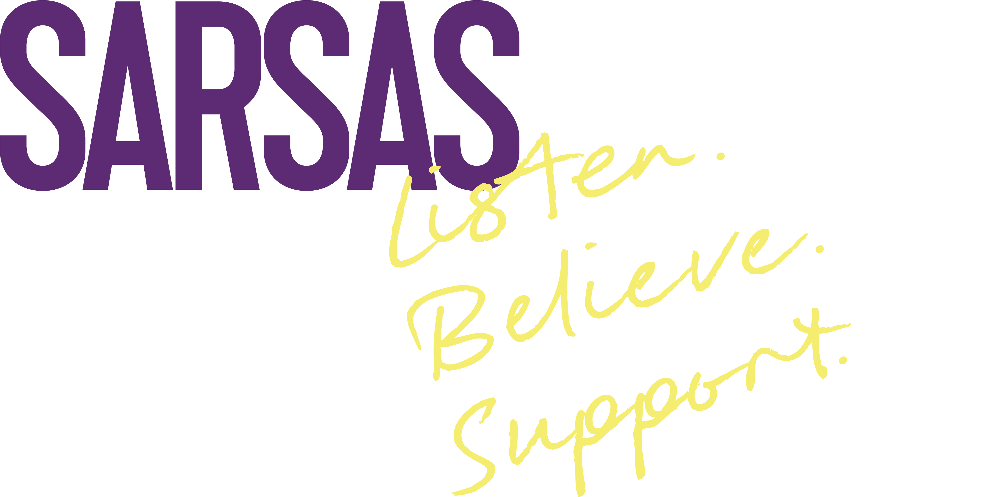 SARSAS
Listen.
Believe.
Support.